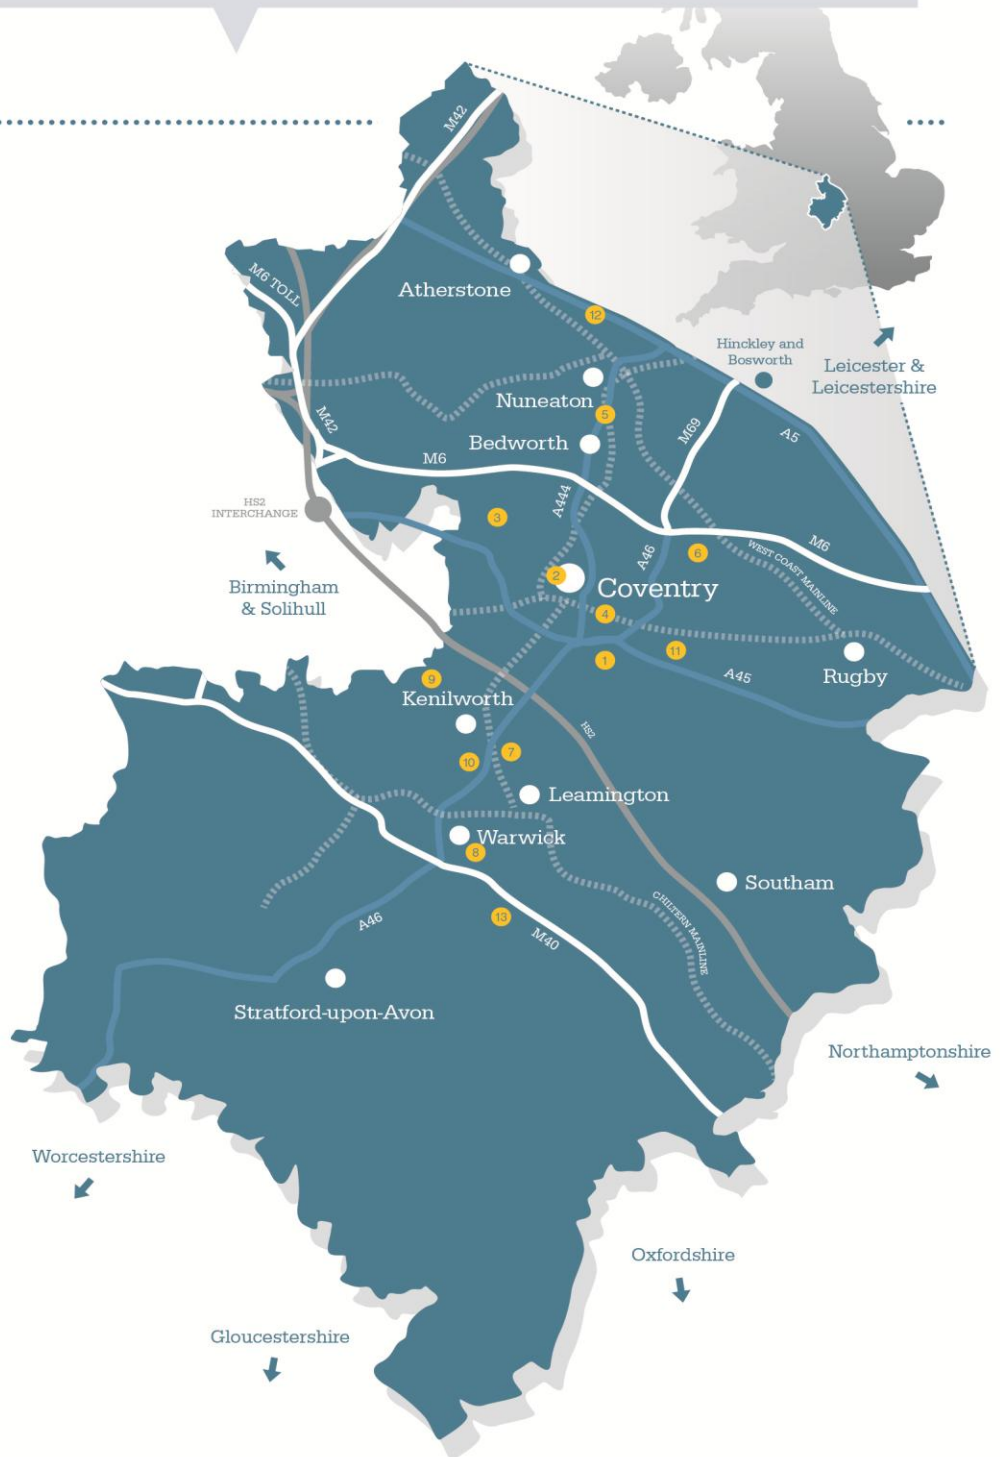 M42
M6 TOLL
Atherstone
12
Hinckley and
Bosworth
Leicester &
Leicestershire
Nuneaton
5
M42
M69
A5
Bedworth
M6
A444
HS2
INTERCHANGE
3
A46
6
WEST COAST MAINLINE
M6
Birmingham
& Solihull
2
Coventry
4
11
1
Rugby
A45
9
Kenilworth
HS2
7
10
Leamington
Warwick
8
Southam
CHILTERN MAINLINE
13
A46
M40
Stratford-upon-Avon
Northamptonshire
Worcestershire
Oxfordshire
Gloucestershire